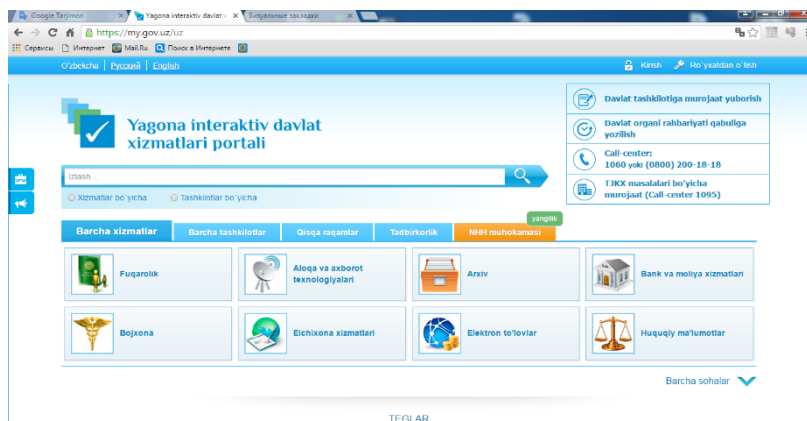 Google Tarjimon
Yagona interaktiv davlat x
Визуальные закладки
https://my.gov.uz/uz
Сервисы Интернет Mail.Ru Поиск в Интернете
O'zbekcha | Русский | English
Kirish Ro`yxatdan o`tish
Yagona interaktiv davlat
xizmatlari portali
Davlat tashkilotiga murojaat yuborish
Davlat organi rahbariyati qabuliga
yozilish
Call-center:
1060 yoki (0800) 200-18-18
TJKX masalalari bo'yicha
murojaat (Call-center 1095)
Izlash...
Xizmatlar bo`yicha Tashkilotlar bo`yicha
yangilik
Barcha xizmatlar Barcha tashkilotlar Qisqa raqamlar Tadbirkorlik NHH muhokamasi
Fuqarolik
Aloqa va axborot
texnologiyalari
Arxiv
Bank va moliya xizmatlari
Bojxona
Elchixona xizmatlari
Elektron to'lovlar
Huquqiy ma'lumotlar
Barcha sohalar
TEGLAR